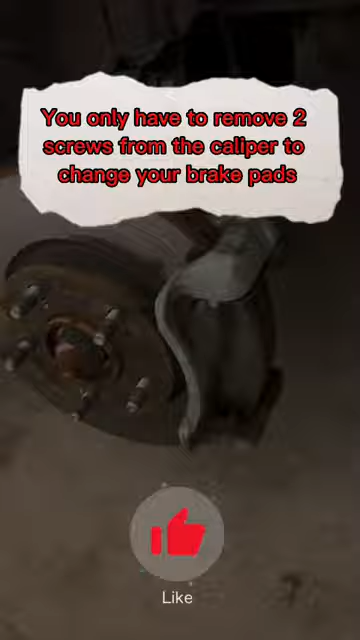 You only have to remove 2
screws from the caliper to
change your brake pads
Like